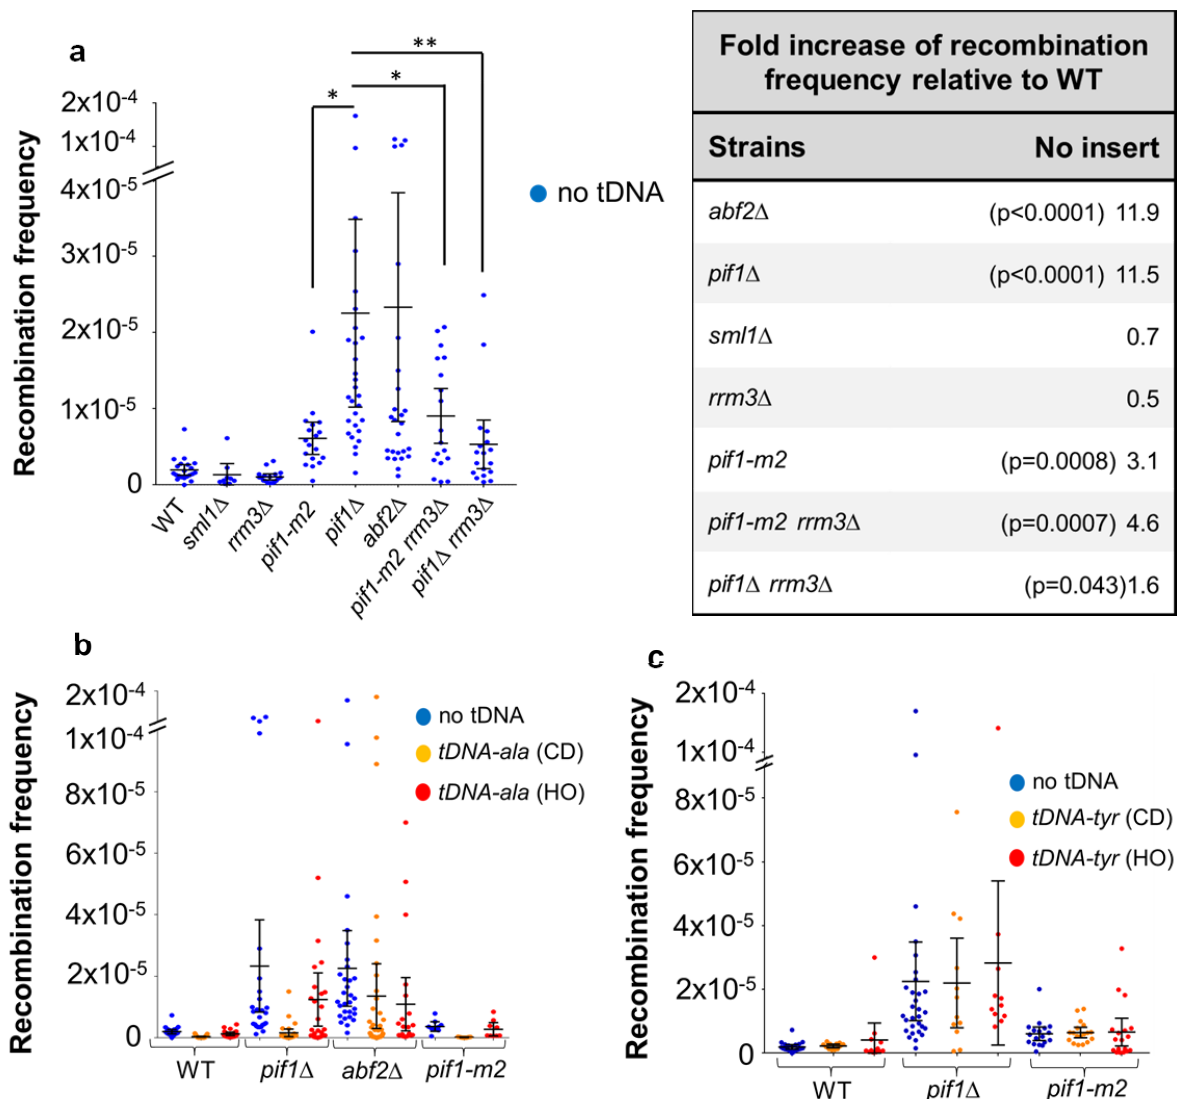 a
Recombination frequency
2x10-4
1x10-4
4x10-5
3x10-5
2x10-5
1x10-5
0
*
*
**
no tDNA
WT
sml1Δ
rrm3Δ
pif1-m2
pif1Δ
abf2Δ
pif1-m2 rrm3Δ
pif1Δ rrm3Δ
Fold increase of recombination
frequency relative to WT
Strains No insert
abf2Δ (p<0.0001) 11.9
pif1Δ (p<0.0001) 11.5
sml1Δ 0.7
rrm3Δ 0.5
pif1-m2 (p=0.0008) 3.1
pif1-m2 rrm3Δ (p=0.0007) 4.6
pif1Δ rrm3Δ (p=0.043)1.6
b
Recombination frequency
2x10-4
1x10-4
8x10-5
6x10-5
4x10-5
2x10-5
0
no tDNA
tDNA-ala (CD)
tDNA-ala (HO)
WT pif1Δ abf2Δ pif1-m2
c
Recombination frequency
2x10-4
1x10-4
8x10-5
6x10-5
4x10-5
2x10-5
0
no tDNA
tDNA-tyr (CD)
tDNA-tyr (HO)
WT pif1Δ pif1-m2